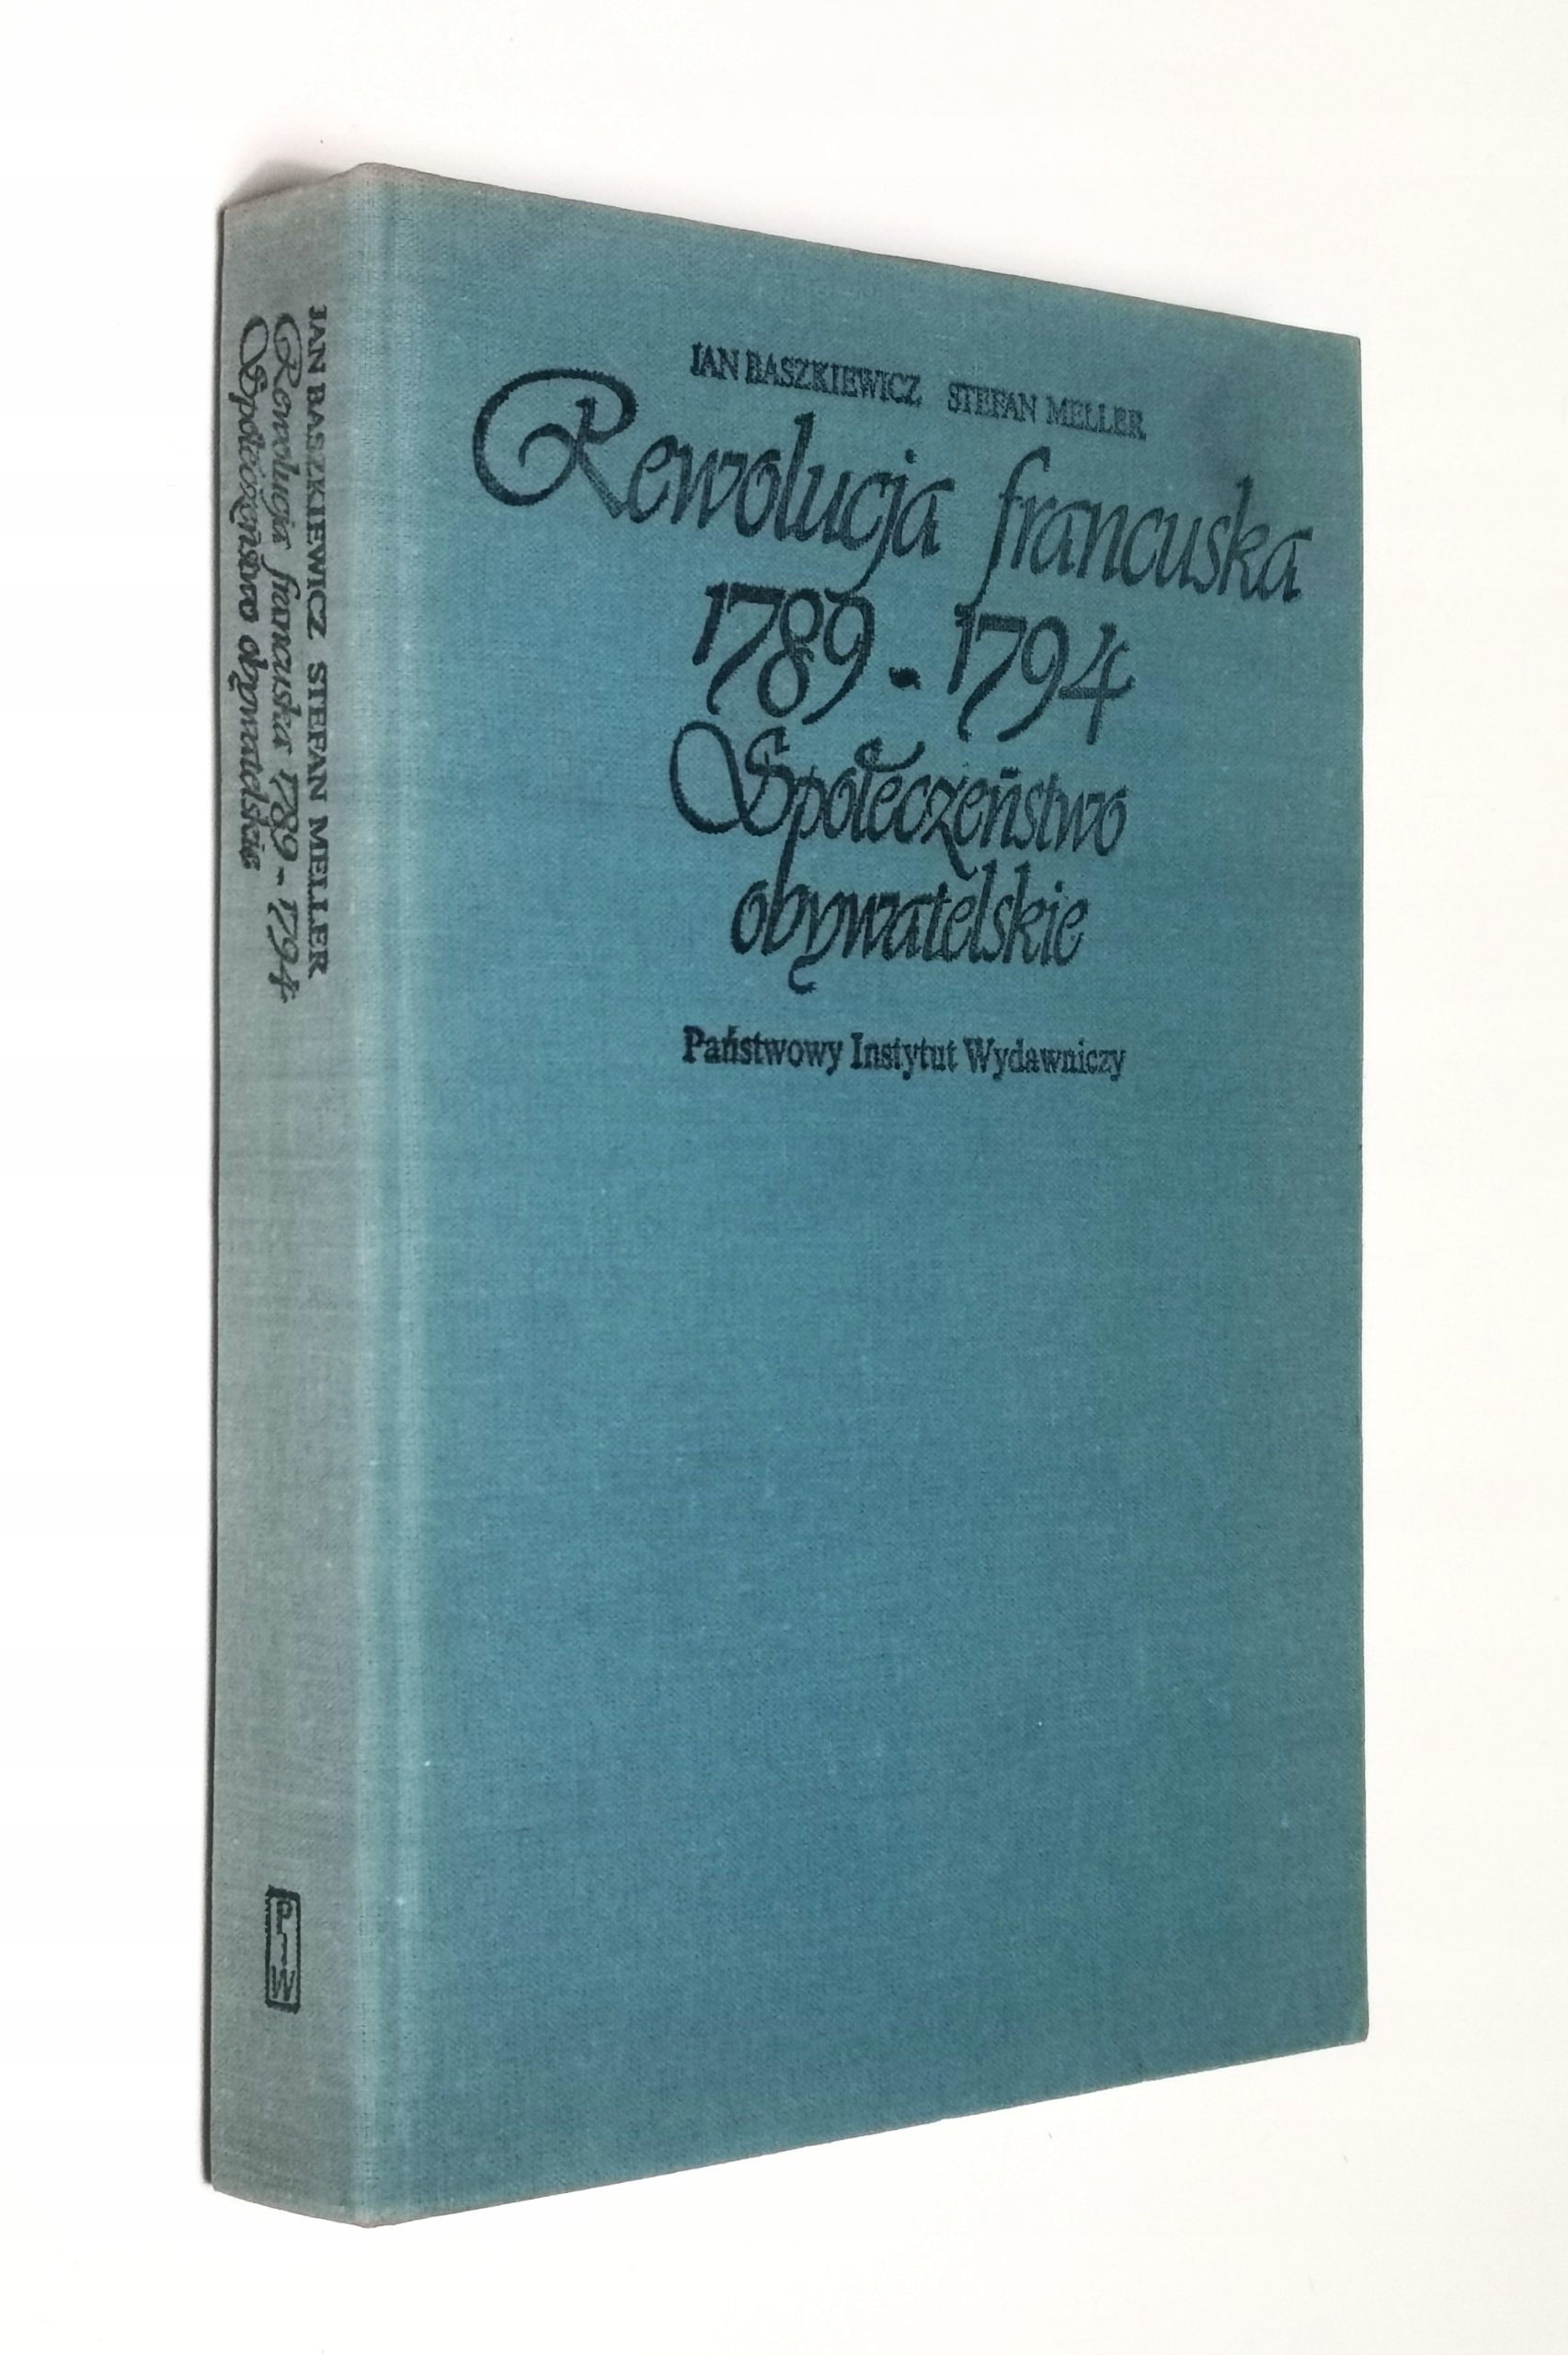 JAN BASZKIEWICZ STEFAN MELLER
Rewolucja francuska
1789-1794
Społeczeństwo
obywatelskie
Państwowy Instytut Wydawniczy
JAN BASZKIEWICZ STEFAN MELLER
Rewolucja francuska 1789-1794
Społeczeństwo obywatelskie
PIW